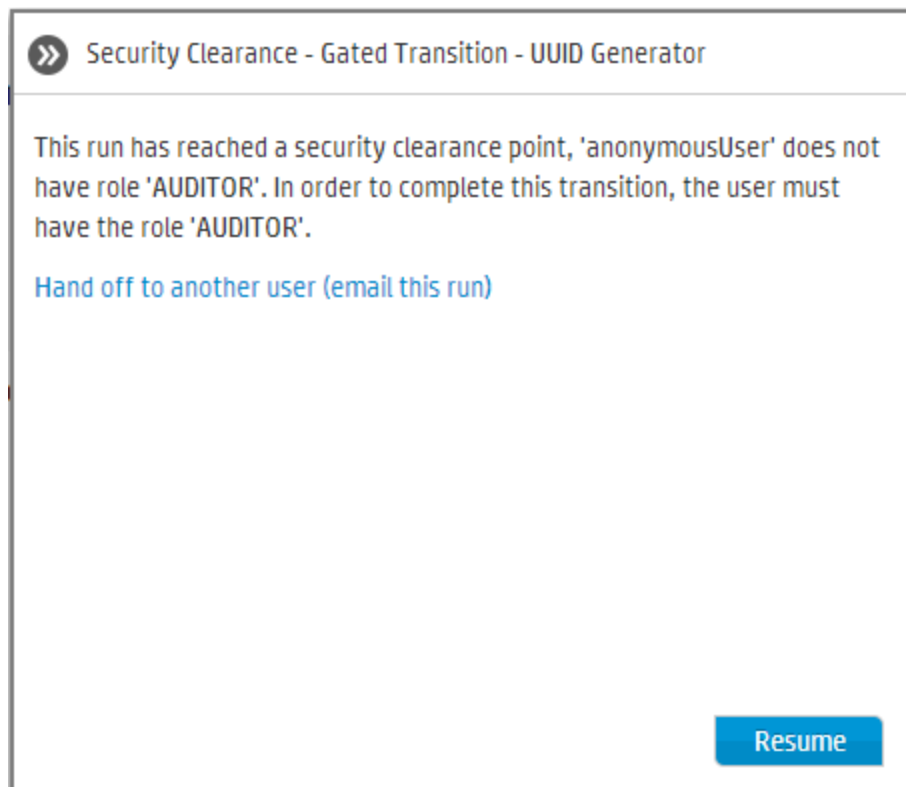 Security Clearance - Gated Transition - UUID Generator
This run has reached a security clearance point, 'anonymousUser' does not
have role 'AUDITOR'. In order to complete this transition, the user must
have the role 'AUDITOR'.
Hand off to another user (email this run)
Resume